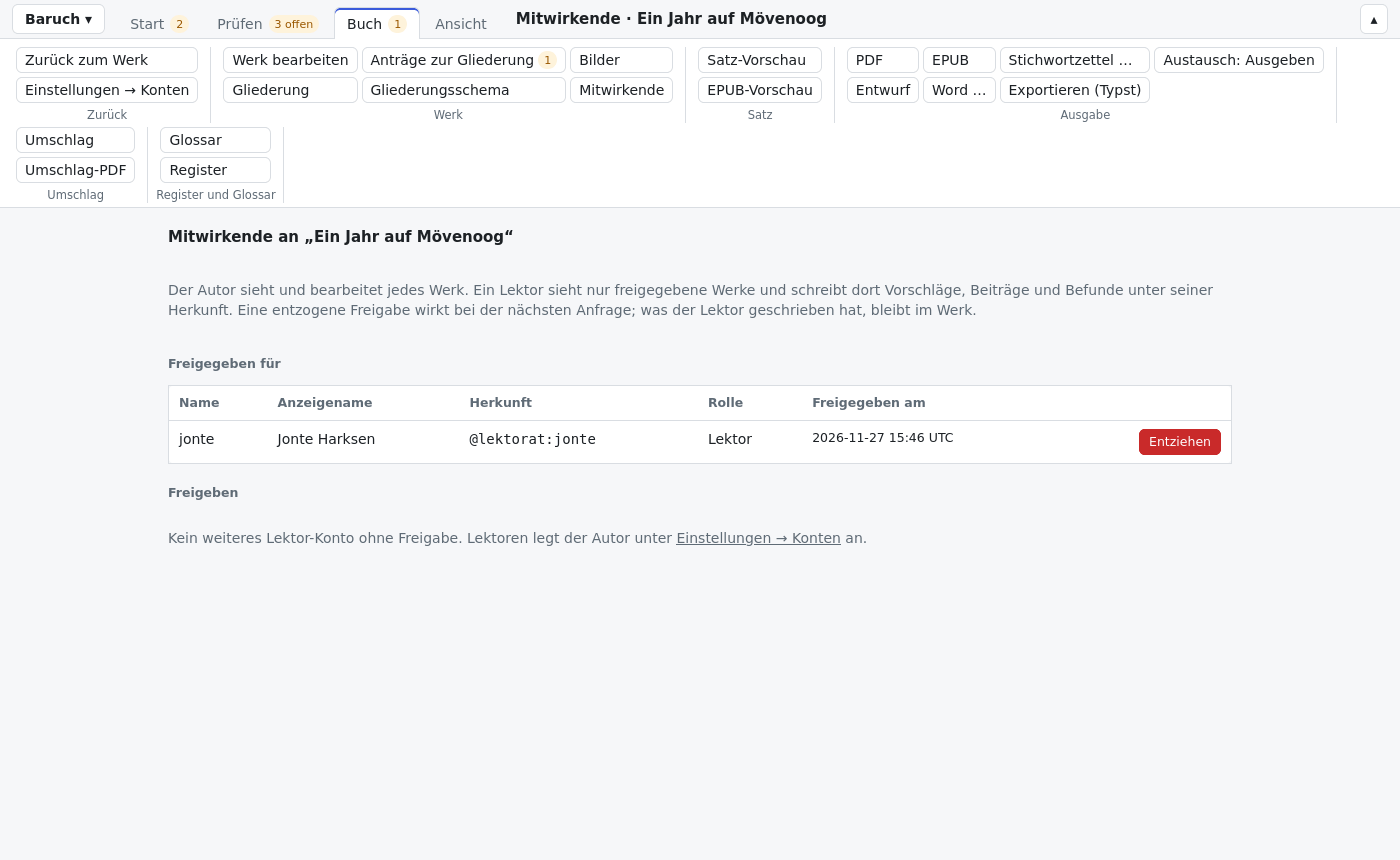 Baruch ▾ Start 2 Prüfen 3 offen Buch 1 Ansicht Mitwirkende · Ein Jahr auf Mövenoog ▴
Zurück zum Werk Werk bearbeiten Anträge zur Gliederung 1 Bilder Satz-Vorschau PDF EPUB Stichwortzettel … Austausch: Ausgeben
Einstellungen → Konten Gliederung Gliederungsschema Mitwirkende EPUB-Vorschau Entwurf Word … Exportieren (Typst)
Zurück Werk Satz Ausgabe
Umschlag Glossar
Umschlag-PDF Register
Umschlag Register und Glossar
Mitwirkende an „Ein Jahr auf Mövenoog“
Der Autor sieht und bearbeitet jedes Werk. Ein Lektor sieht nur freigegebene Werke und schreibt dort Vorschläge, Beiträge und Befunde unter seiner
Herkunft. Eine entzogene Freigabe wirkt bei der nächsten Anfrage; was der Lektor geschrieben hat, bleibt im Werk.
Freigegeben für
Name Anzeigename Herkunft Rolle Freigegeben am
jonte Jonte Harksen @lektorat:jonte Lektor 2026-11-27 15:46 UTC Entziehen
Freigeben
Kein weiteres Lektor-Konto ohne Freigabe. Lektoren legt der Autor unter Einstellungen → Konten an.